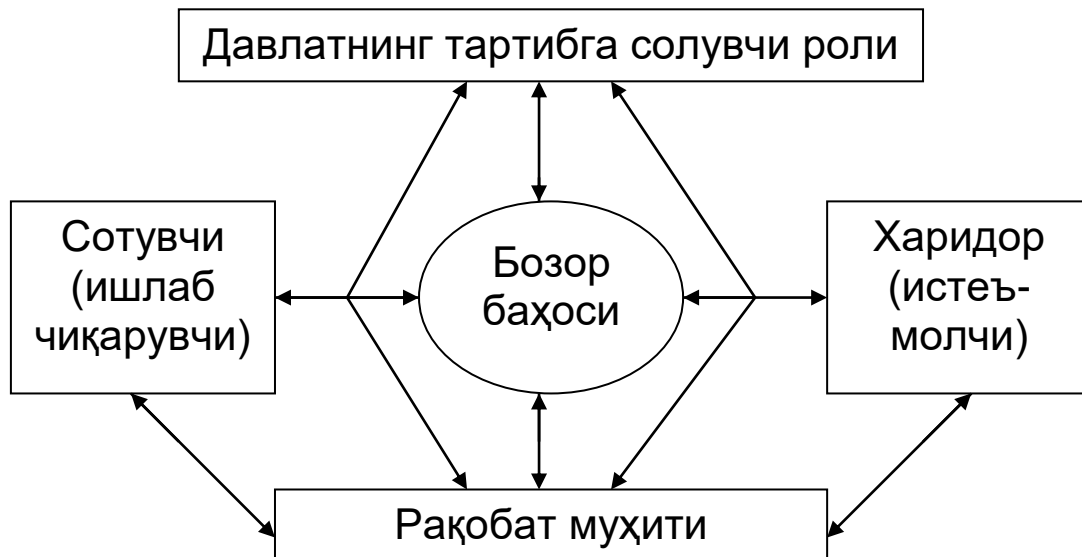 Давлатнинг тартибга солувчи роли
Сотувчи
(ишлаб
чиқарувчи)
Бозор
баҳоси
Харидор
(истеъ-
молчи)
Рақобат муҳити